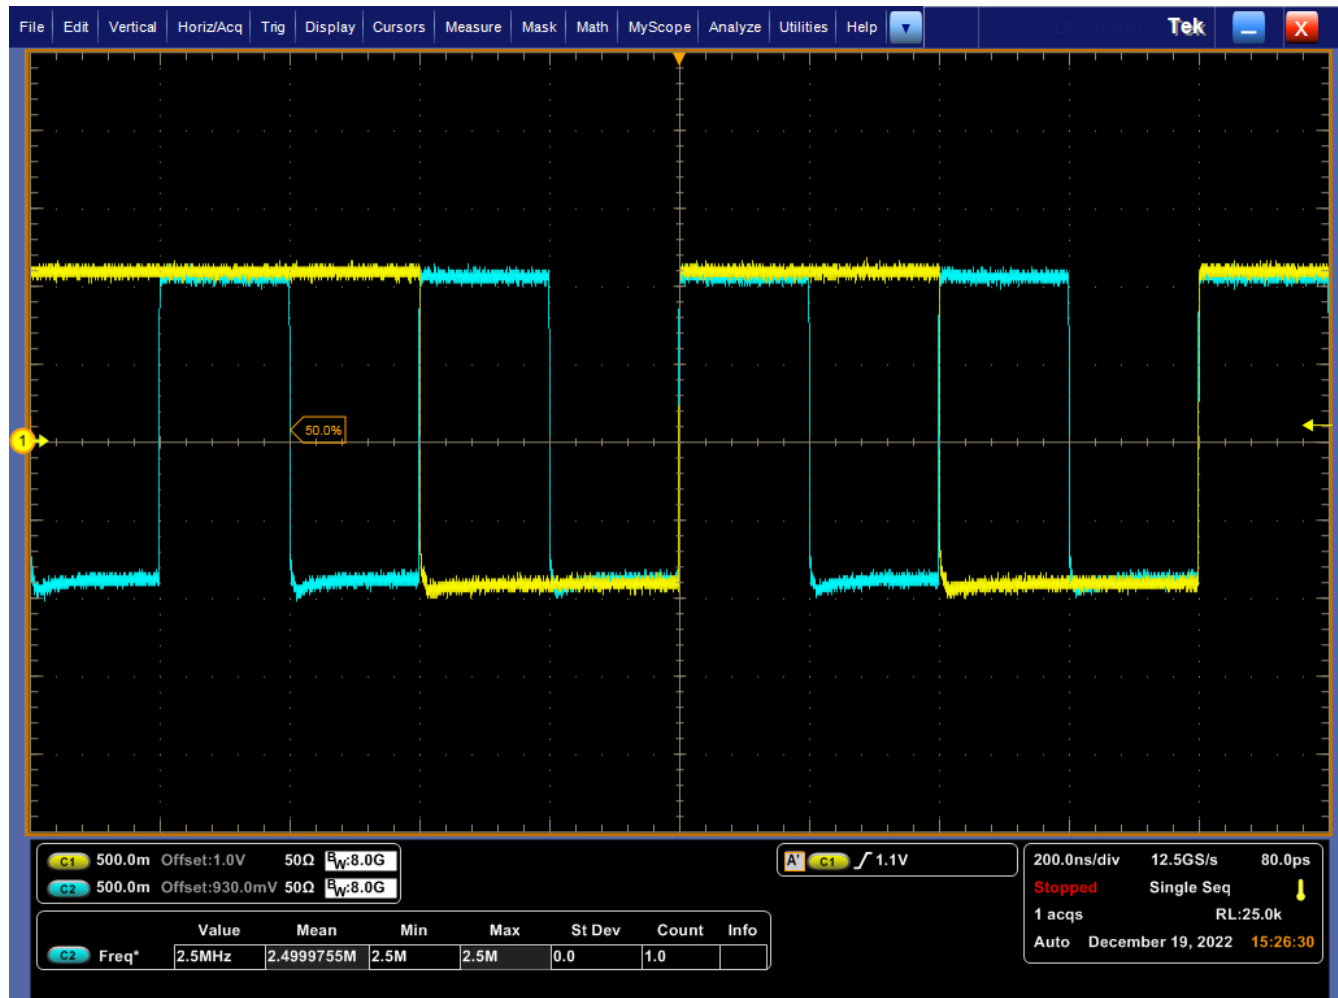 File Edit Vertical Horiz/Acq Trig Display Cursors Measure Mask Math MyScope Analyze Utilities Help Tek X
50.0%
1
C1 500.0m Offset:1.0V 50Ω BW:8.0G
C2 500.0m Offset:930.0mV 50Ω BW:8.0G
A' C1 1.1V
200.0ns/div 12.5GS/s 80.0ps
Stopped Single Seq
1 acqs RL:25.0k
Auto December 19, 2022 15:26:30
Value Mean Min Max St Dev Count Info
C2 Freq* 2.5MHz 2.4999755M 2.5M 2.5M 0.0 1.0